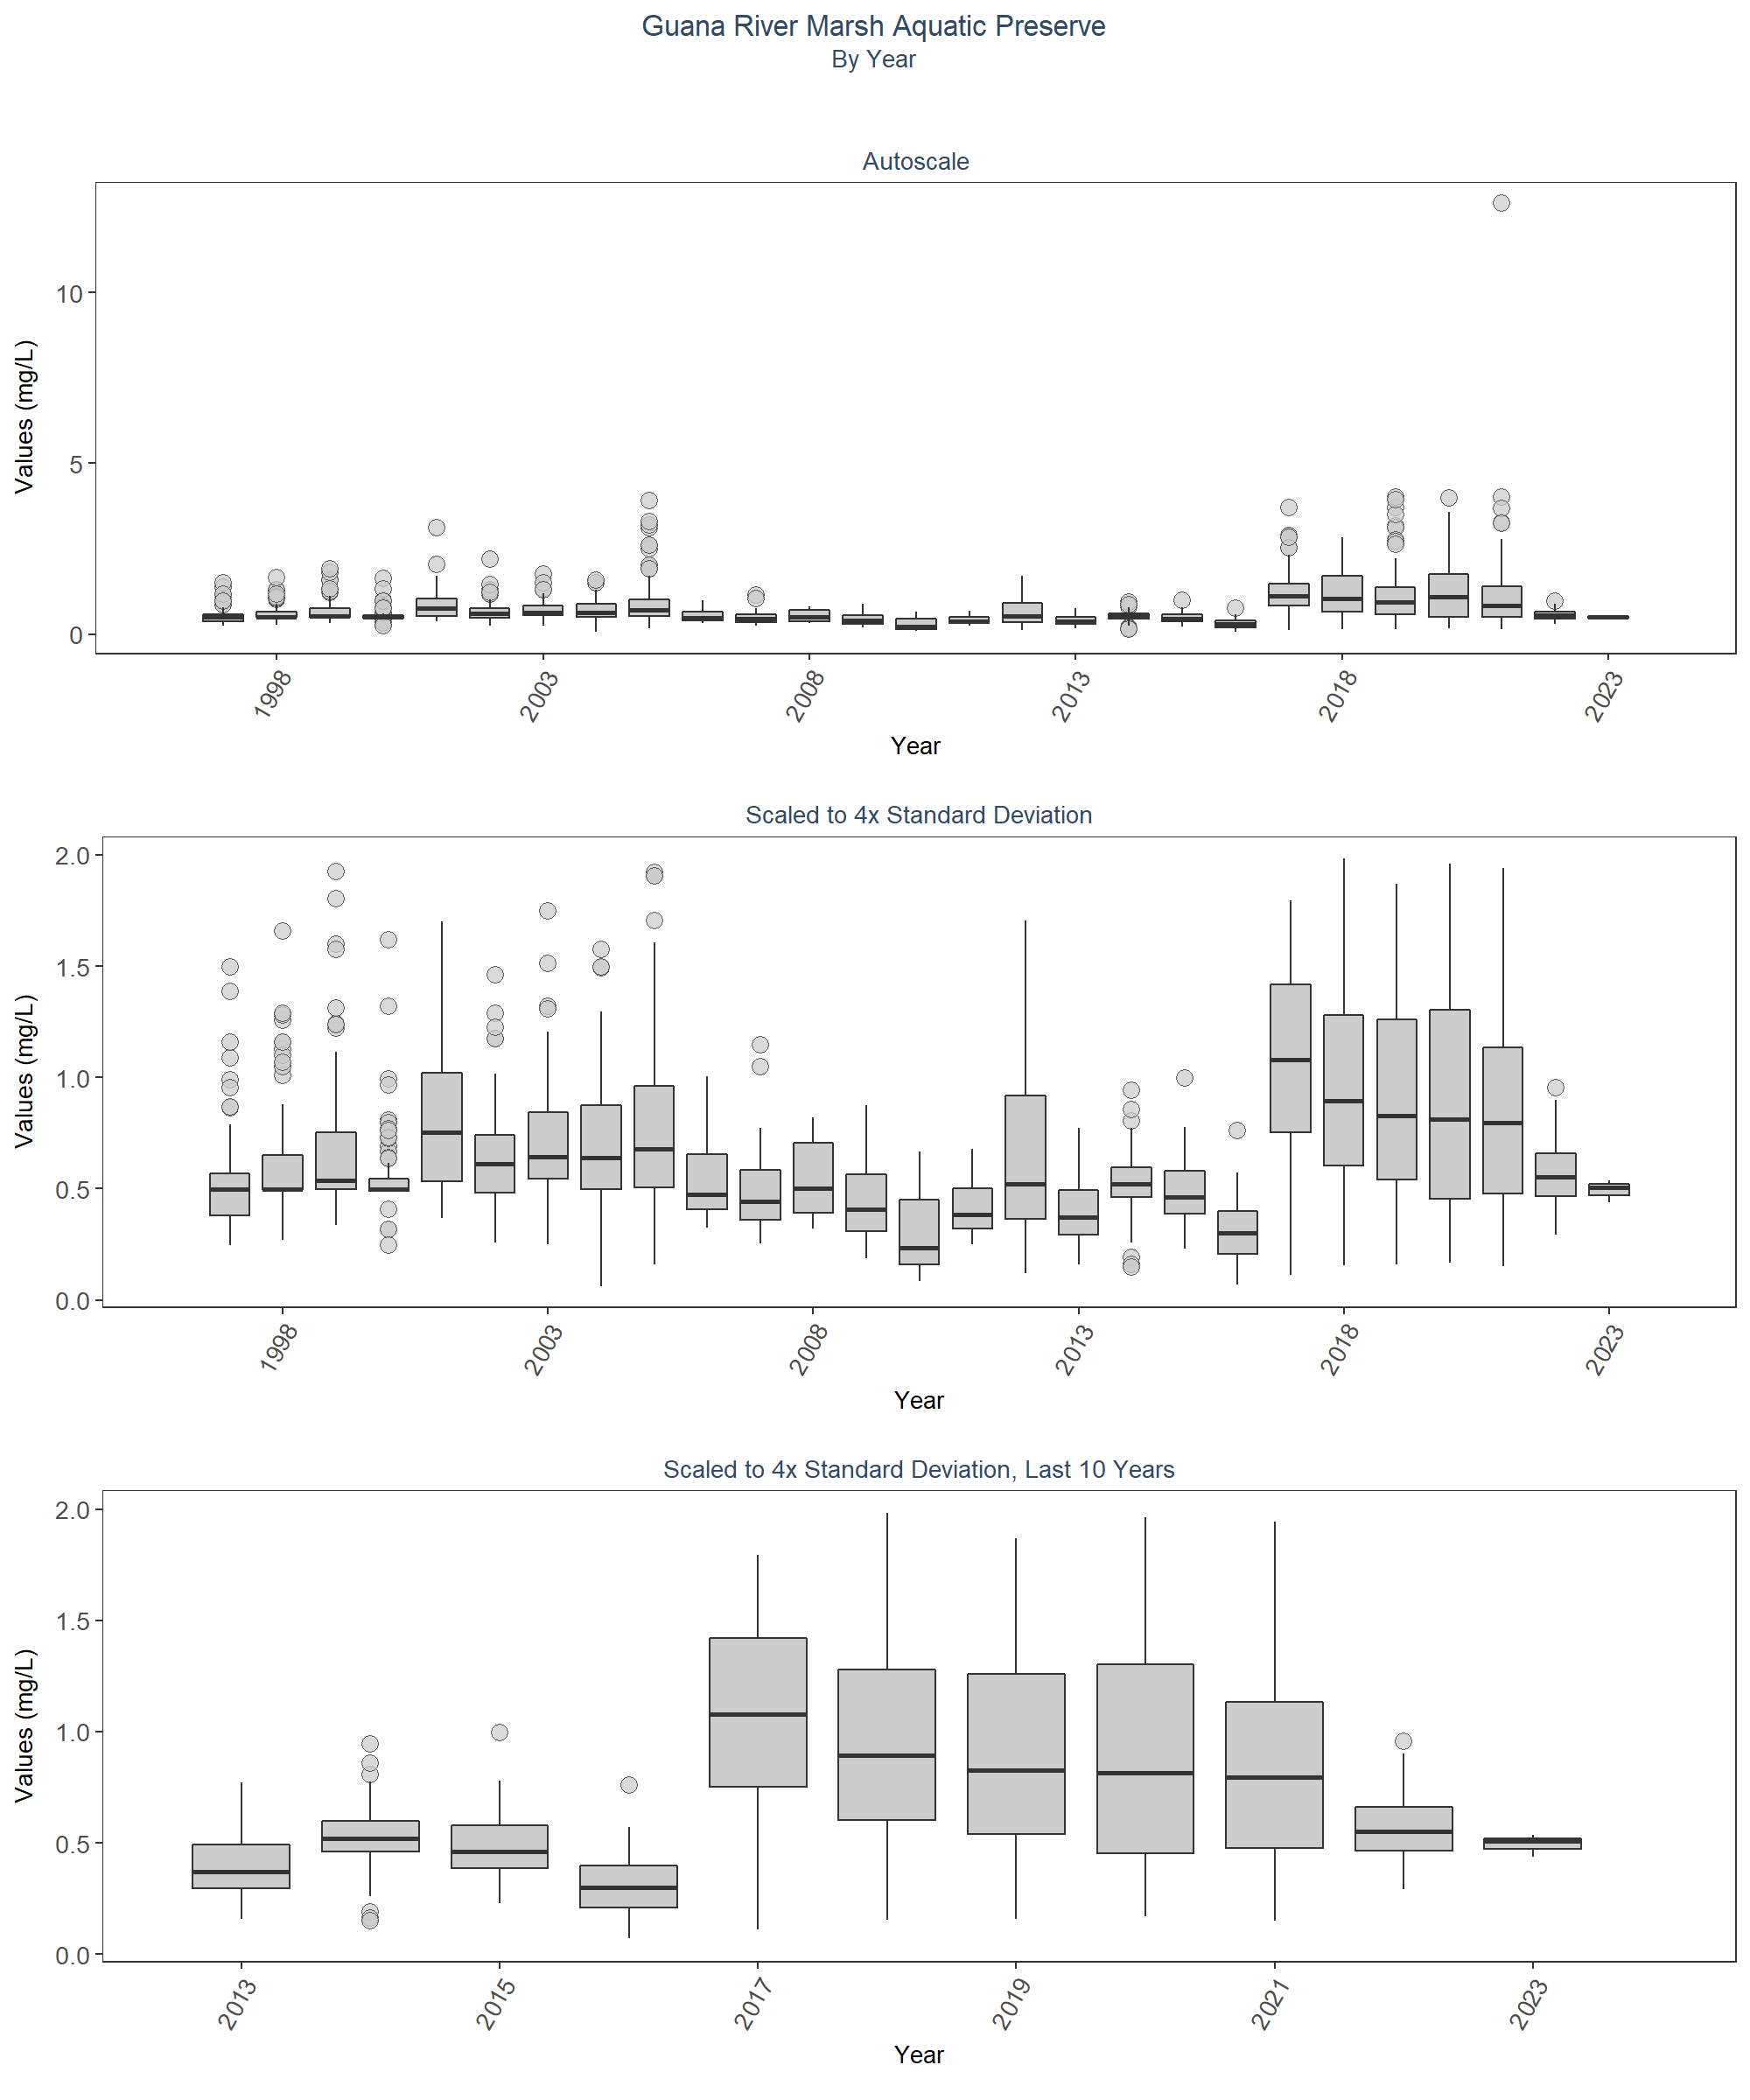 Guana River Marsh Aquatic Preserve
By Year
Autoscale
Values (mg/L)
10
5
0
1998 2003 2008 2013 2018 2023
Year
Scaled to 4x Standard Deviation
Values (mg/L)
2.0
1.5
1.0
0.5
0.0
1998 2003 2008 2013 2018 2023
Year
Scaled to 4x Standard Deviation, Last 10 Years
Values (mg/L)
2.0
1.5
1.0
0.5
0.0
2013 2015 2017 2019 2021 2023
Year